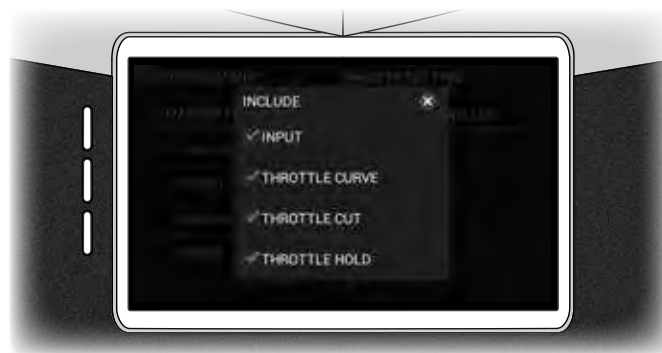 INCLUDE
INPUT
THROTTLE CURVE
THROTTLE CUT
THROTTLE HOLD